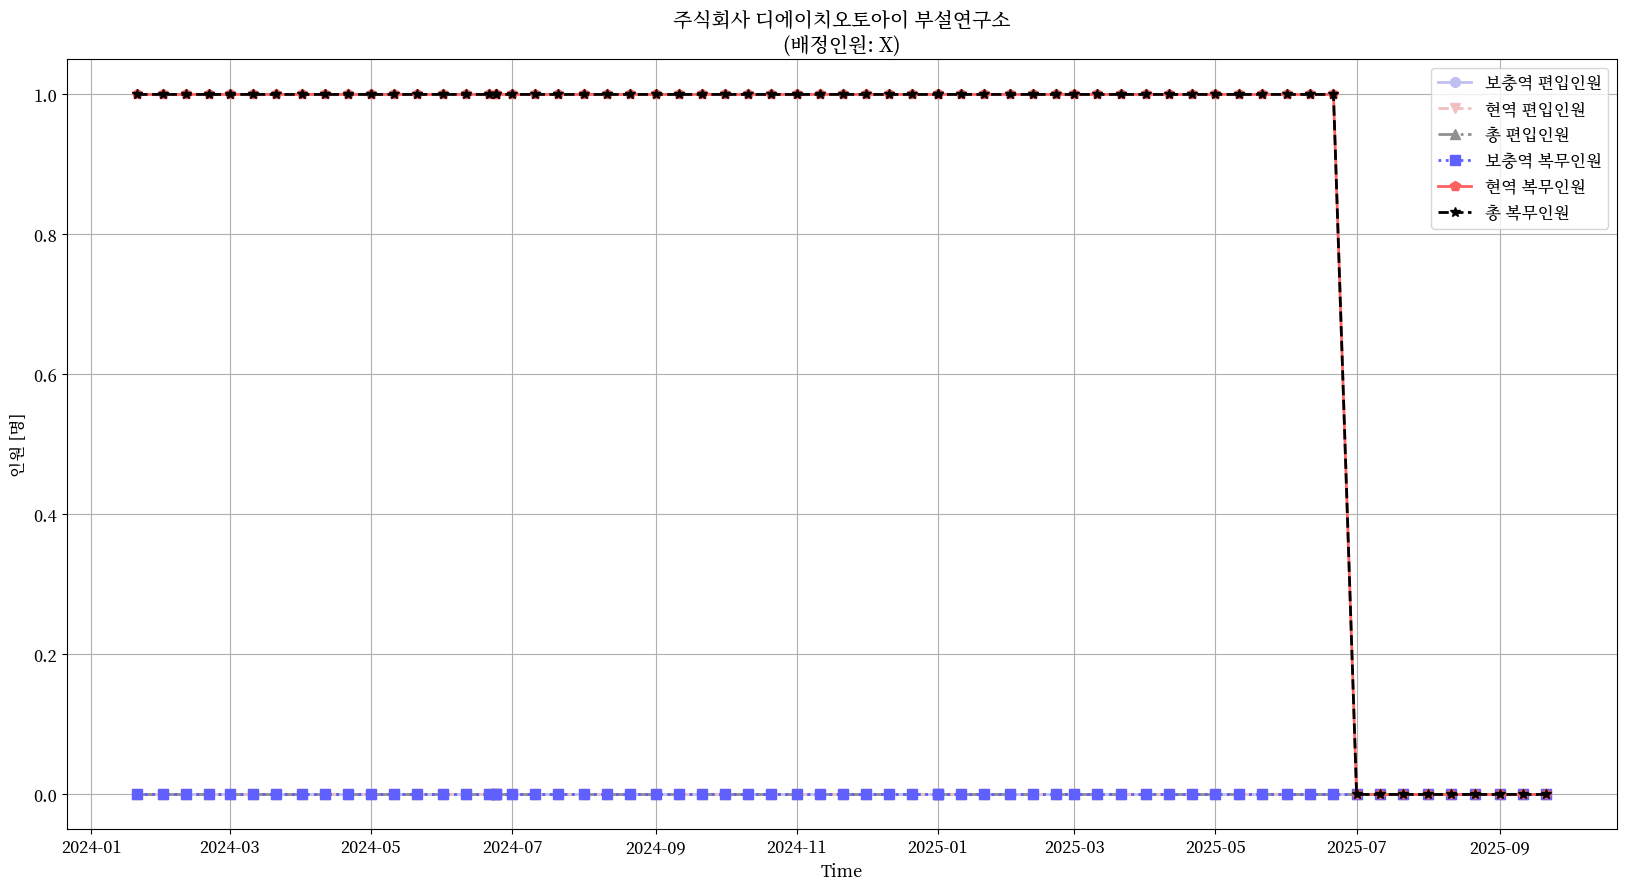 주식회사 디에이치오토아이 부설연구소
(배정인원: X)
보충역 편입인원
현역 편입인원
총 편입인원
보충역 복무인원
현역 복무인원
총 복무인원
인원 [명]
1.0
0.8
0.6
0.4
0.2
0.0
2024-01 2024-03 2024-05 2024-07 2024-09 2024-11 2025-01 2025-03 2025-05 2025-07 2025-09
Time